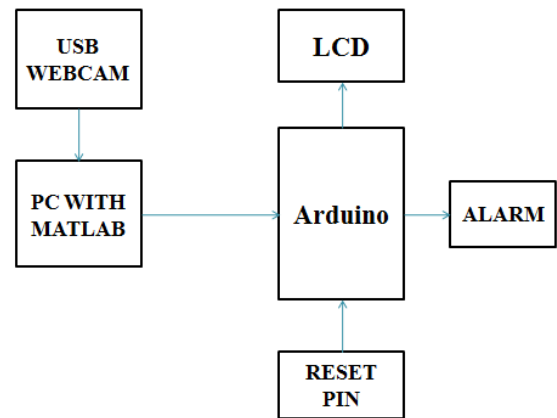 USB
WEBCAM
LCD
PC WITH
MATLAB
Arduino
ALARM
RESET
PIN